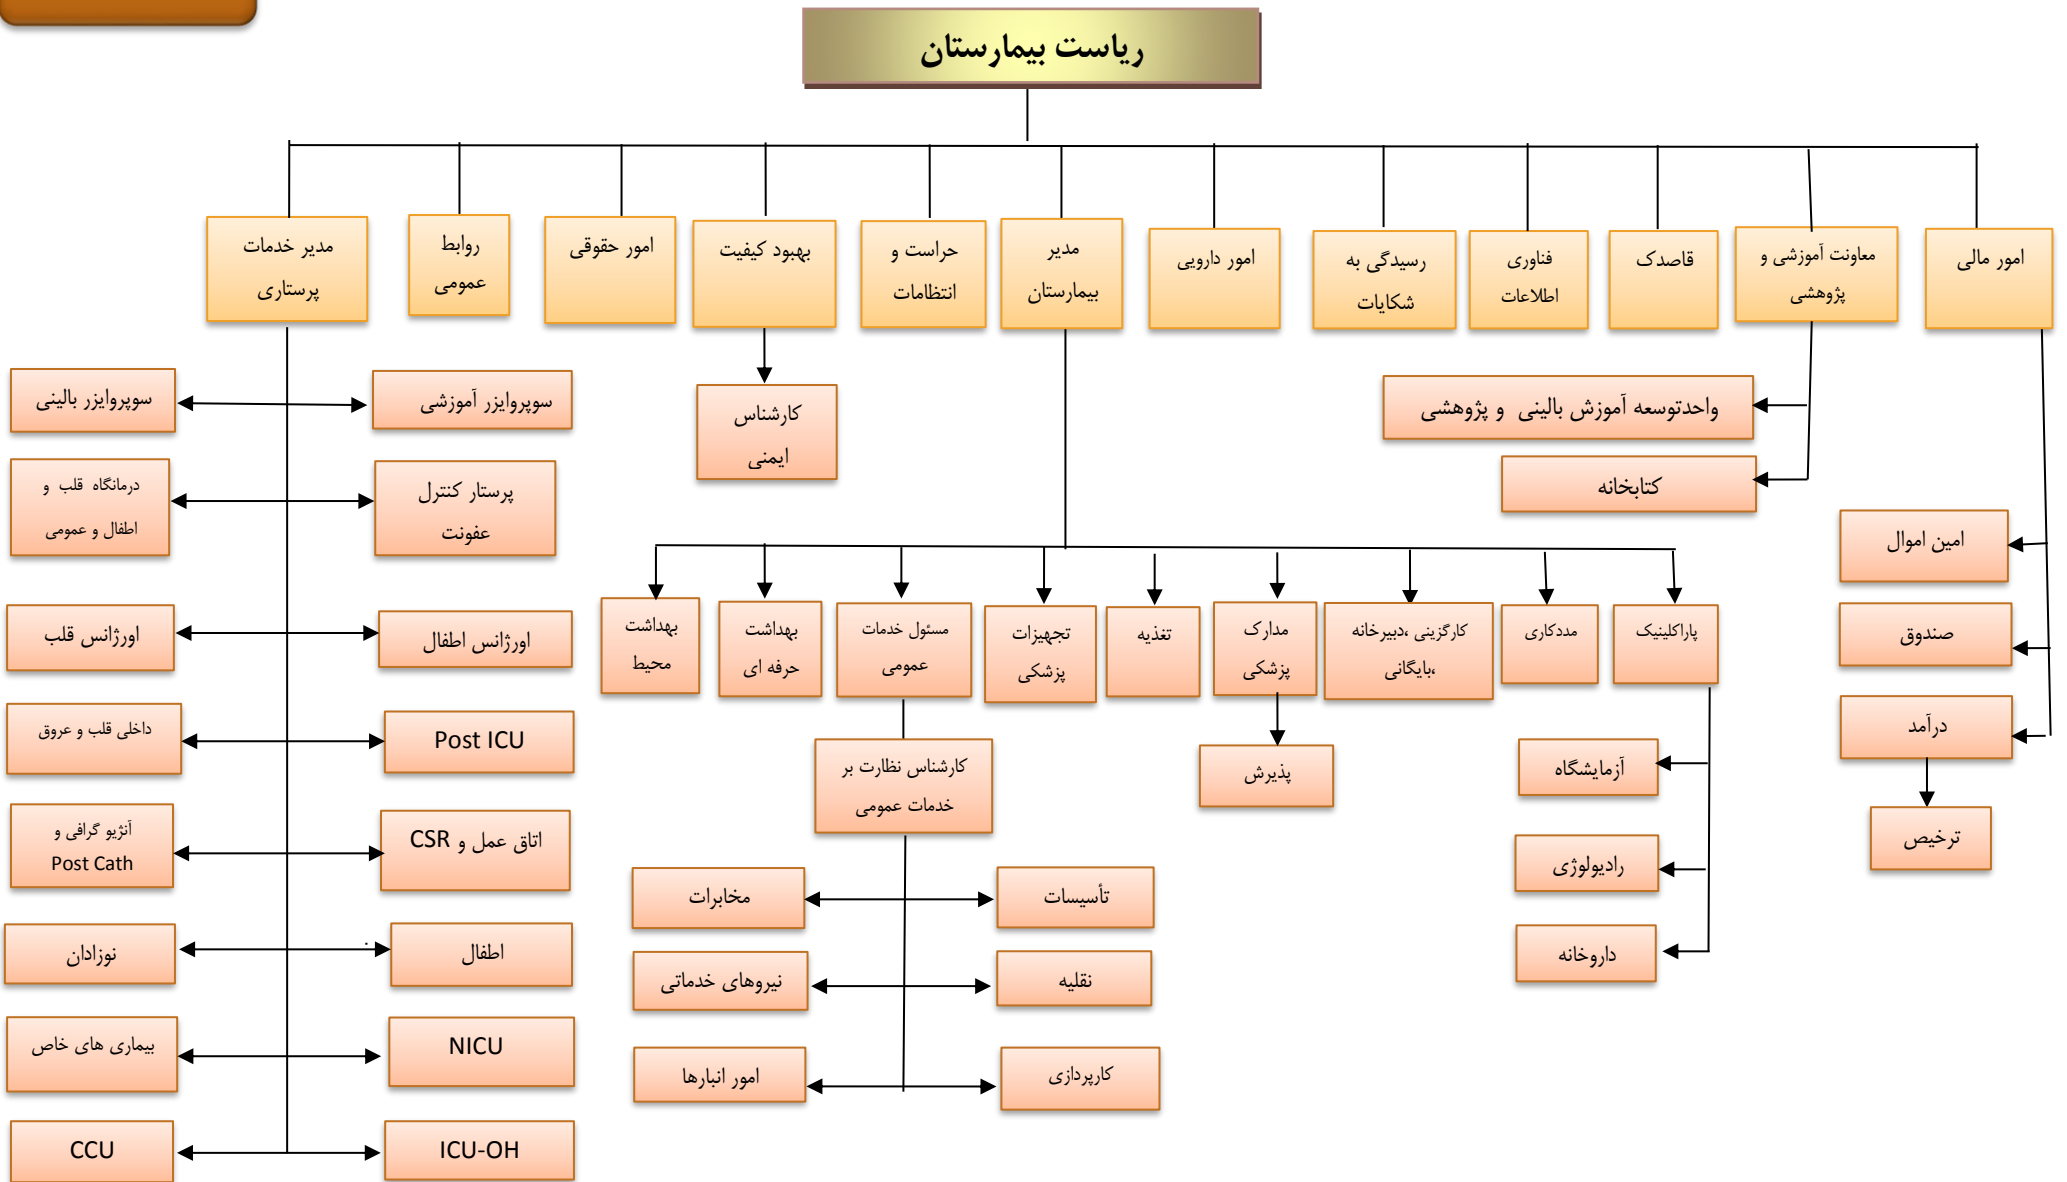 ریاست بیمارستان
امور مالی
معاونت آموزشی و
پژوهشی
قاصدک
فناوری
اطلاعات
رسیدگی به
شکایات
امور دارویی
مدیر
بیمارستان
حراست و
انتظامات
بهبود کیفیت
امور حقوقی
روابط
عمومی
مدیر خدمات
پرستاری
واحدتوسعه آموزش بالینی و پژوهشی
کتابخانه
امین اموال
صندوق
درآمد
ترخیص
کارشناس
ایمنی
سوپروایزر آموزشی
سوپروایزر بالینی
پرستار کنترل
عفونت
درمانگاه قلب و
اطفال و عمومی
اورژانس اطفال
اورژانس قلب
Post ICU
داخلی قلب و عروق
اتاق عمل و CSR
آنژیو گرافی و
Post Cath
اطفال
نوزادان
NICU
بیماری های خاص
ICU-OH
CCU
پاراکلینیک
مددکاری
کارگزینی ،دبیرخانه
،بایگانی
مدارک
پزشکی
تغذیه
تجهیزات
پزشکی
مسئول خدمات
عمومی
بهداشت
حرفه ای
بهداشت
محیط
آزمایشگاه
رادیولوژی
داروخانه
پذیرش
کارشناس نظارت بر
خدمات عمومی
تأسیسات
مخابرات
نقلیه
نیروهای خدماتی
کارپردازی
امور انبارها